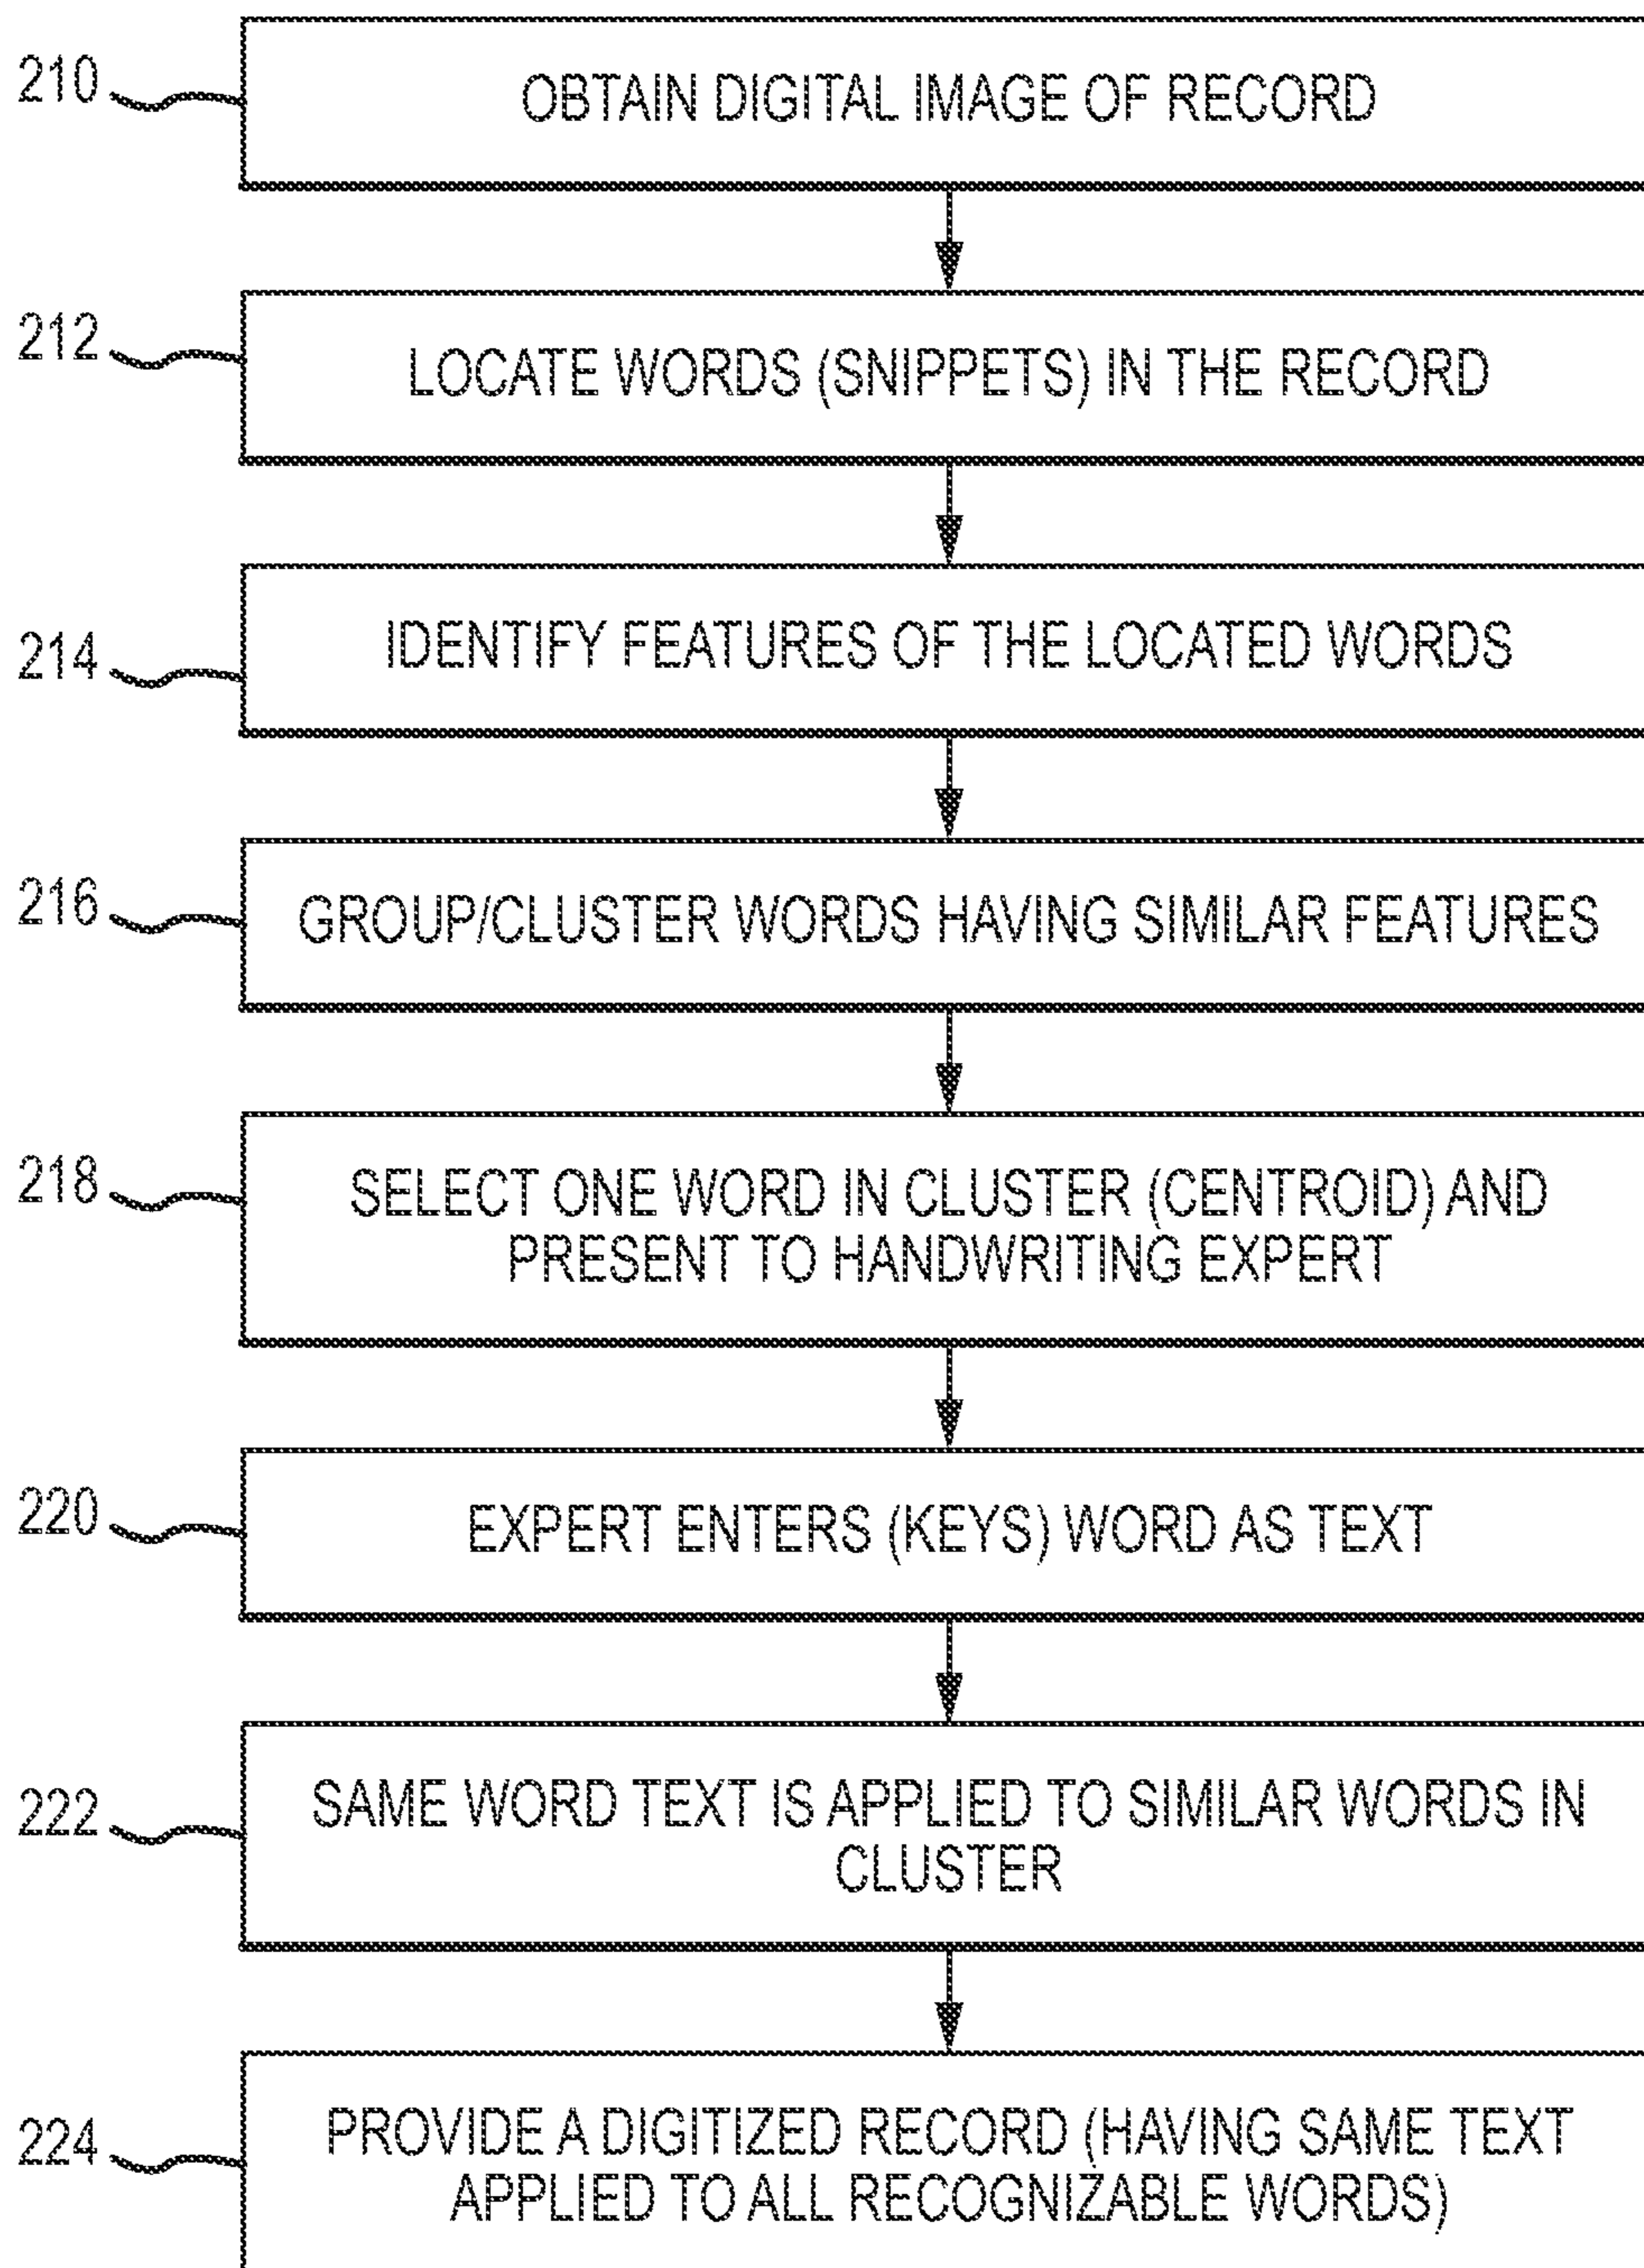 210 OBTAIN DIGITAL IMAGE OF RECORD
212 LOCATE WORDS (SNIPPETS) IN THE RECORD
214 IDENTIFY FEATURES OF THE LOCATED WORDS
216 GROUP/CLUSTER WORDS HAVING SIMILAR FEATURES
218 SELECT ONE WORD IN CLUSTER (CENTROID) AND
PRESENT TO HANDWRITING EXPERT
220 EXPERT ENTERS (KEYS) WORD AS TEXT
222 SAME WORD TEXT IS APPLIED TO SIMILAR WORDS IN
CLUSTER
224 PROVIDE A DIGITIZED RECORD (HAVING SAME TEXT
APPLIED TO ALL RECOGNIZABLE WORDS)